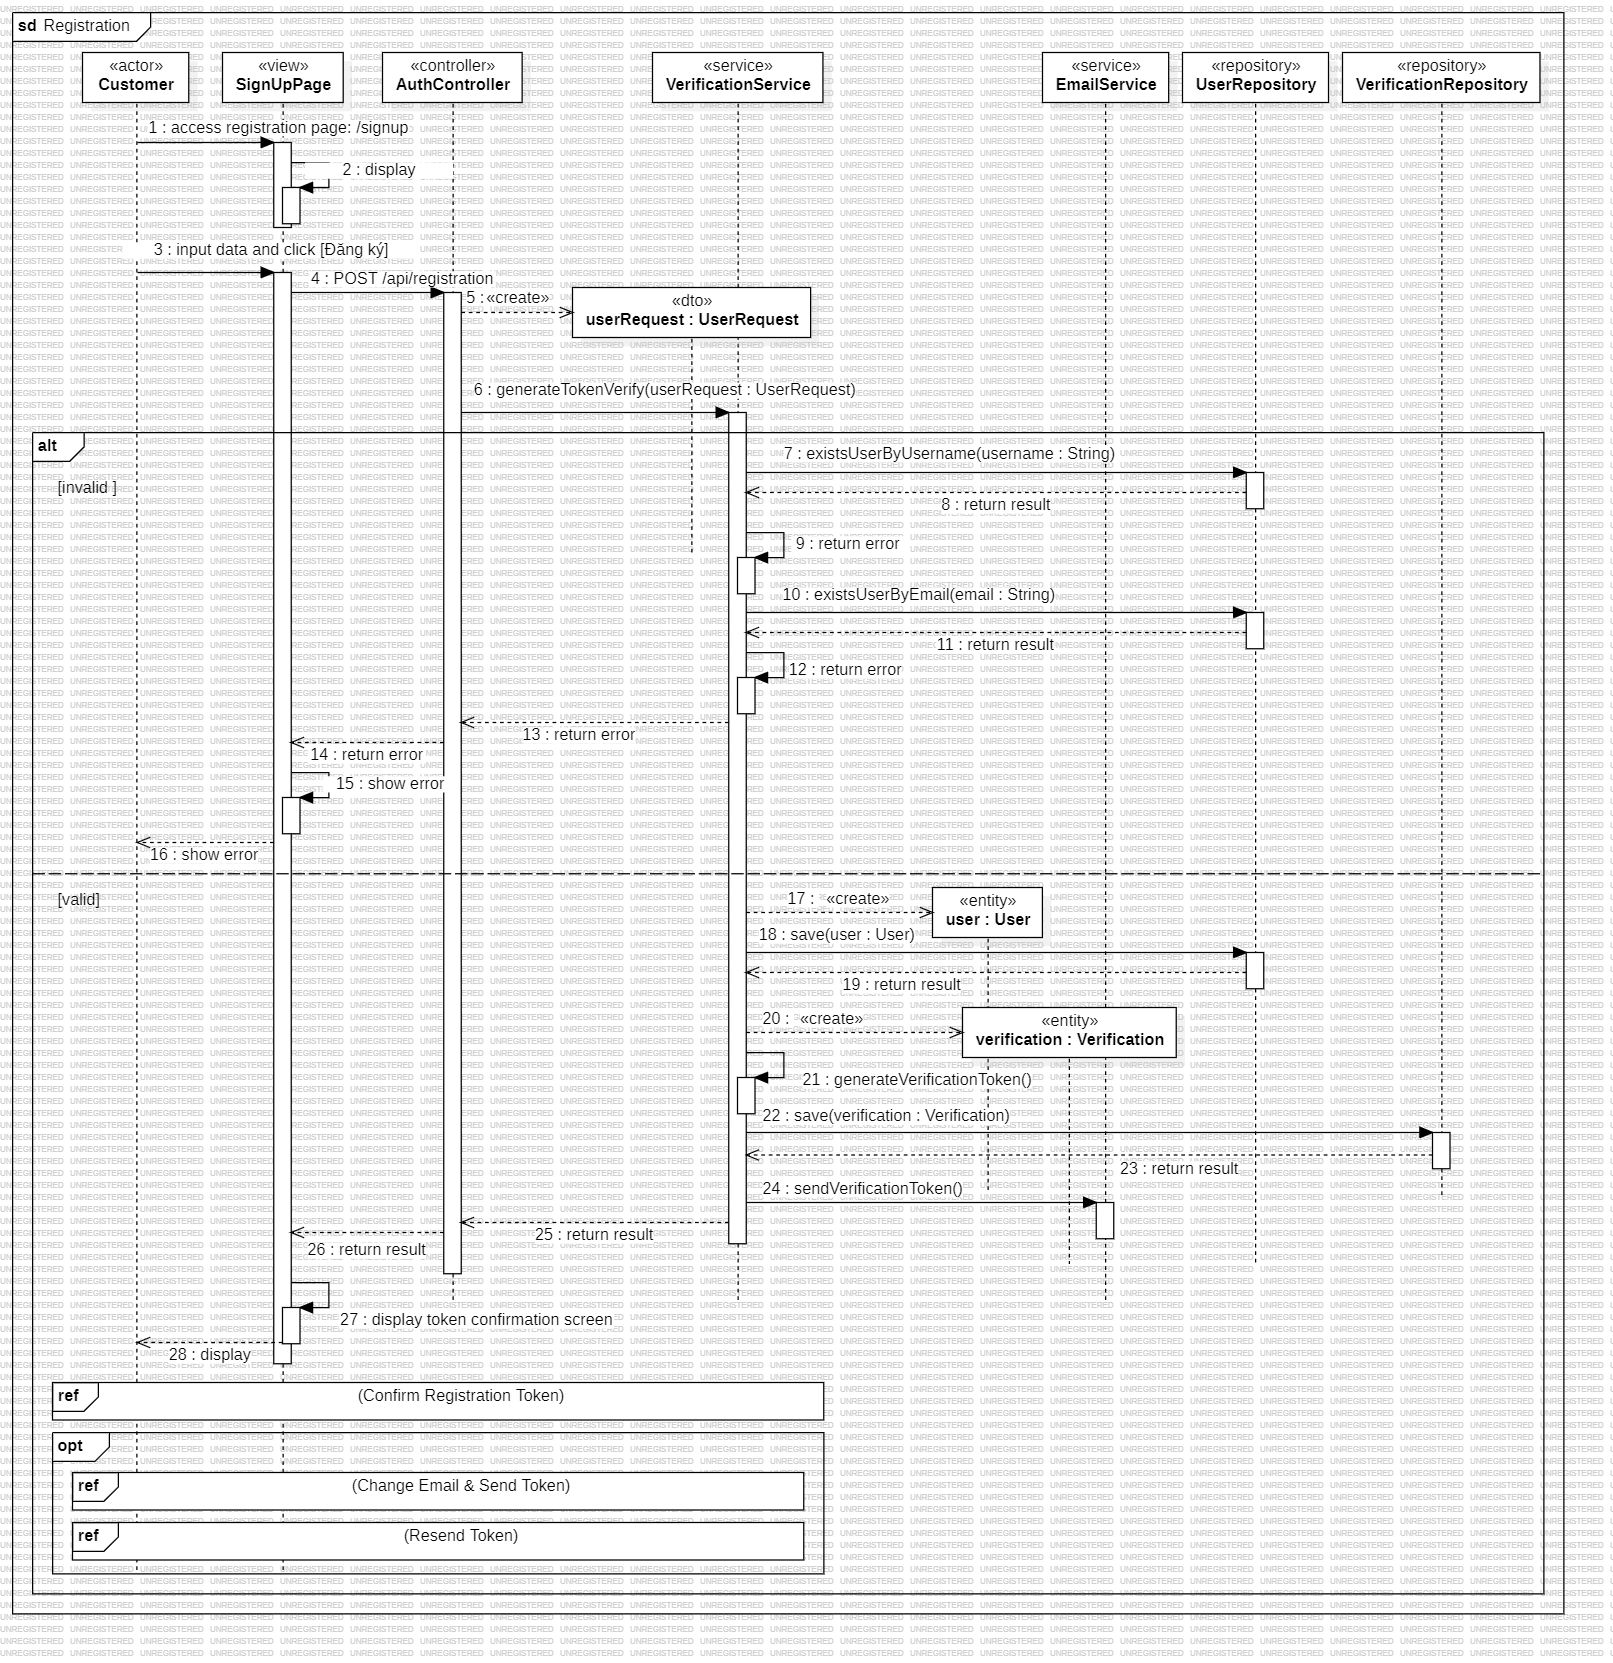 sd Registration
«actor»
Customer
«view»
SignUpPage
«controller»
AuthController
«service»
VerificationService
«service»
EmailService
«repository»
UserRepository
«repository»
VerificationRepository
1 : access registration page: /signup
2 : display
3 : input data and click [Đăng ký]
4 : POST /api/registration
5 : «create»
«dto»
userRequest : UserRequest
6 : generateTokenVerify(userRequest : UserRequest)
alt
[invalid ]
7 : existsUserByUsername(username : String)
8 : return result
9 : return error
10 : existsUserByEmail(email : String)
11 : return result
12 : return error
13 : return error
14 : return error
15 : show error
16 : show error
[valid]
17 : «create»
«entity»
user : User
18 : save(user : User)
19 : return result
20 : «create»
«entity»
verification : Verification
21 : generateVerificationToken()
22 : save(verification : Verification)
23 : return result
24 : sendVerificationToken()
25 : return result
26 : return result
27 : display token confirmation screen
28 : display
ref (Confirm Registration Token)
opt
ref (Change Email & Send Token)
ref (Resend Token)
UNREGISTERED